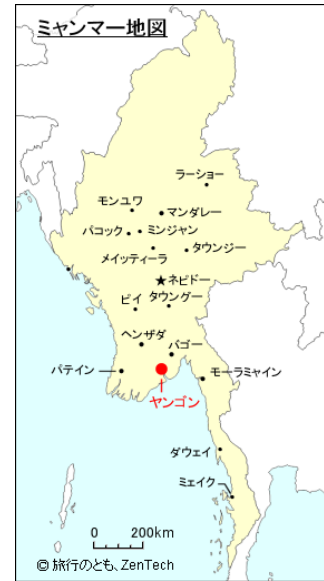 ミャンマー地図
ラーショー
モンユワ
マンダレー
パコック
ミンジャン
メイッティーラ
タウンジー
ネピドー
ピイ
タウングー
ヘンザダ
バゴー
パテイン
モーラミャイン
ヤンゴン
ダウェイ
ミェイク
0 200km
© 旅行のとも、ZenTech